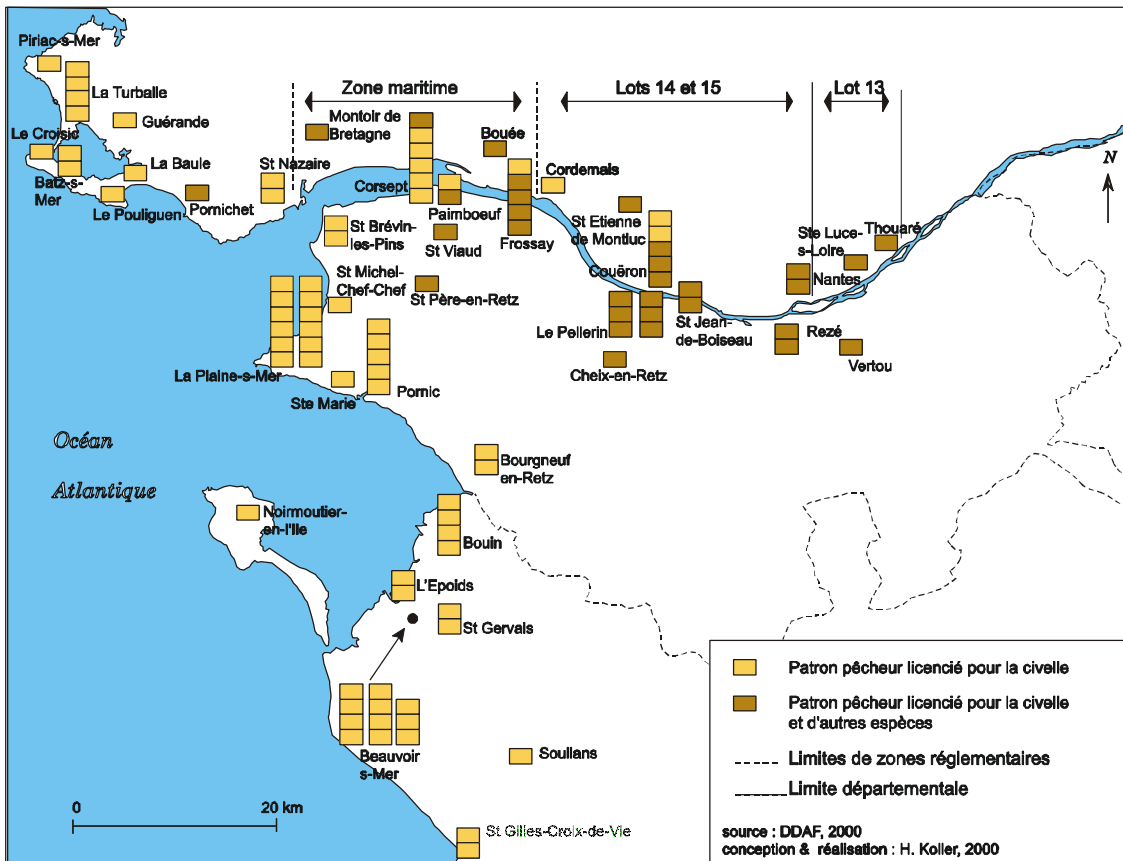 Piriac-s-Mer
La Turballe
Guérande
Le Croisic
Batz-s-
Mer
La Baule
Le Pouliguen
Pornichet
St Nazaire
Zone maritime
Lots 14 et 15
Lot 13
Montoir de
Bretagne
Corsept
Bouée
Paimboeuf
St Viaud
Frossay
Cordemais
St Etienne
de Montluc
Couëron
Ste Luce-
s-Loire
Thouaré
Nantes
N
St Brévin-
les-Pins
St Michel-
Chef-Chef
St Père-en-Retz
Le Pellerin
St Jean-
de-Boiseau
Rezé
Vertou
Cheix-en-Retz
La Plaine-s-Mer
Ste Marie
Pornic
Océan
Atlantique
Bourgneuf
en-Retz
Noirmoutier-
en-l'Ile
Bouin
L'Epoids
St Gervais
Beauvoir
s-Mer
Soullans
St Gilles-Croix-de-Vie
0 20 km
Patron pêcheur licencié pour la civelle
Patron pêcheur licencié pour la civelle
et d'autres espèces
Limites de zones réglementaires
Limite départementale
source : DDAF, 2000
conception & réalisation : H. Koller, 2000